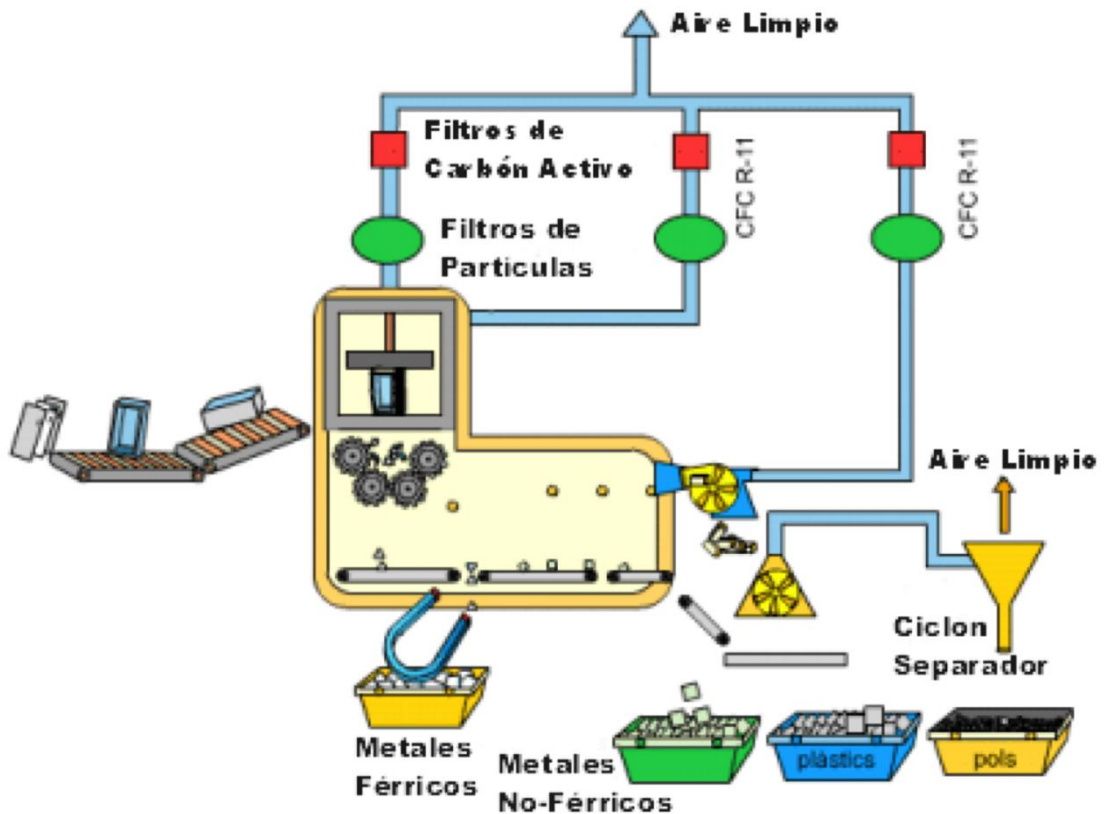 Aire Limpio
Filtros de
Carbón Activo
CFC R-11
CFC R-11
Filtros de
Partículas
Aire Limpio
Ciclon
Separador
Metales
Férricos
Metales
No-Férricos
plàstics
pols